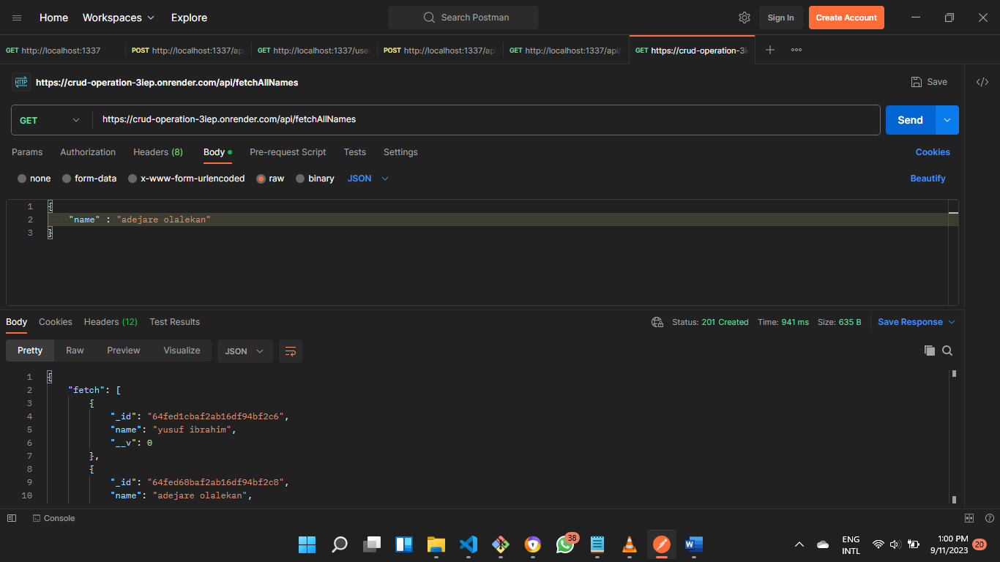 Home Workspaces Explore Search Postman Sign In Create Account
GET http://localhost:1337 POST http://localhost:1337/ap GET http://localhost:1337/use POST http://localhost:1337/ap GET http://localhost:1337/api/ GET https://crud-operation-3i
HTTP https://crud-operation-3iep.onrender.com/api/fetchAllNames Save
GET https://crud-operation-3iep.onrender.com/api/fetchAllNames Send
Params Authorization Headers (8) Body Pre-request Script Tests Settings Cookies
none form-data x-www-form-urlencoded raw binary JSON Beautify
1 {
2 "name" : "adejare olalekan"
3 }
Body Cookies Headers (12) Test Results Status: 201 Created Time: 941 ms Size: 635 B Save Response
Pretty Raw Preview Visualize JSON
1 {
2 "fetch": [
3 {
4 "_id": "64fed1cbaf2ab16df94bf2c6",
5 "name": "yusuf ibrahim",
6 "__v": 0
7 },
8 {
9 "_id": "64fed68baf2ab16df94bf2c8",
10 "name": "adejare olalekan",
Console
38 W ENG 1:00 PM
INTL 9/11/2023 20